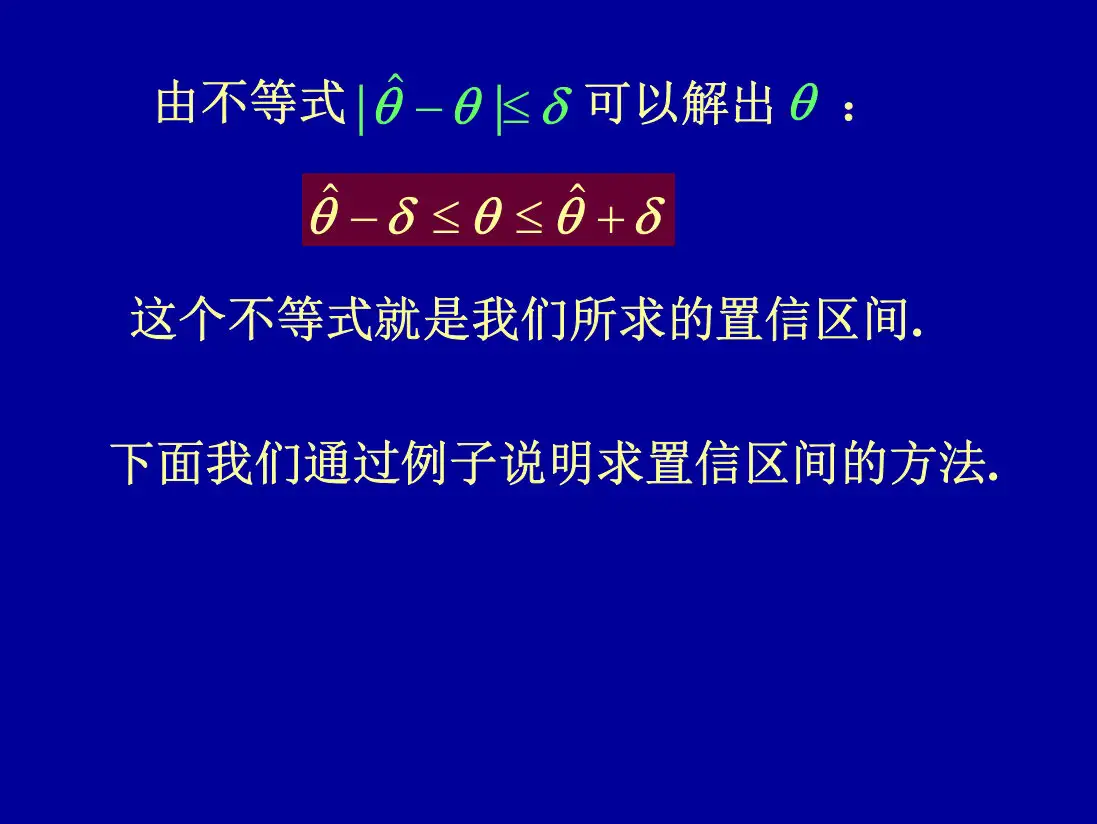 由不等式 |θ̂ − θ| ≤ δ 可以解出 θ ：
θ̂ − δ ≤ θ ≤ θ̂ + δ
这个不等式就是我们所求的置信区间.
下面我们通过例子说明求置信区间的方法.